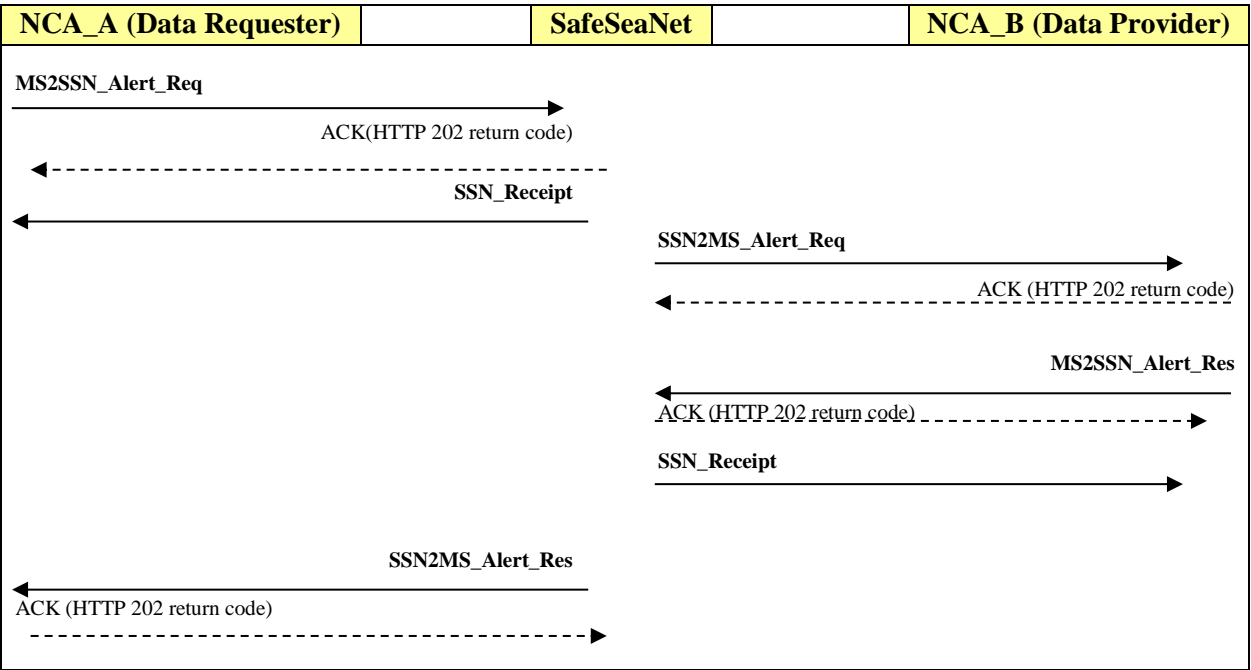 NCA_A (Data Requester)
SafeSeaNet
NCA_B (Data Provider)
MS2SSN_Alert_Req
ACK(HTTP 202 return code)
SSN_Receipt
SSN2MS_Alert_Req
ACK (HTTP 202 return code)
MS2SSN_Alert_Res
ACK (HTTP 202 return code)
SSN_Receipt
SSN2MS_Alert_Res
ACK (HTTP 202 return code)